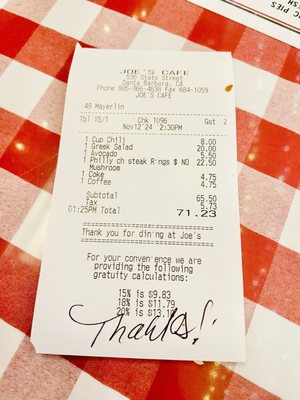 JOE'S CAFE
536 State Street
Santa Barbara, CA
Phone 805-966-4638 Fax 684-1059
JOE'S CAFE
49 Mayerlin
Tbl 15/1 Chk 1096 Gst 2
Nov12'24 12:30PM
1 Cup Chili 8.00
1 Greek Salad 20.00
1 Avocado 5.50
1 Philly ch steak Rings $ NO 22.50
Mushroom
1 Coke 4.75
1 Coffee 4.75
Subtotal 65.50
Tax 5.73
01:25PM Total 71.23
Thank you for dining at Joe's
For your convenience we are
providing the following
gratuity calculations:
15% is $9.83
18% is $11.79
20% is $13.10
Thanks!
PIES